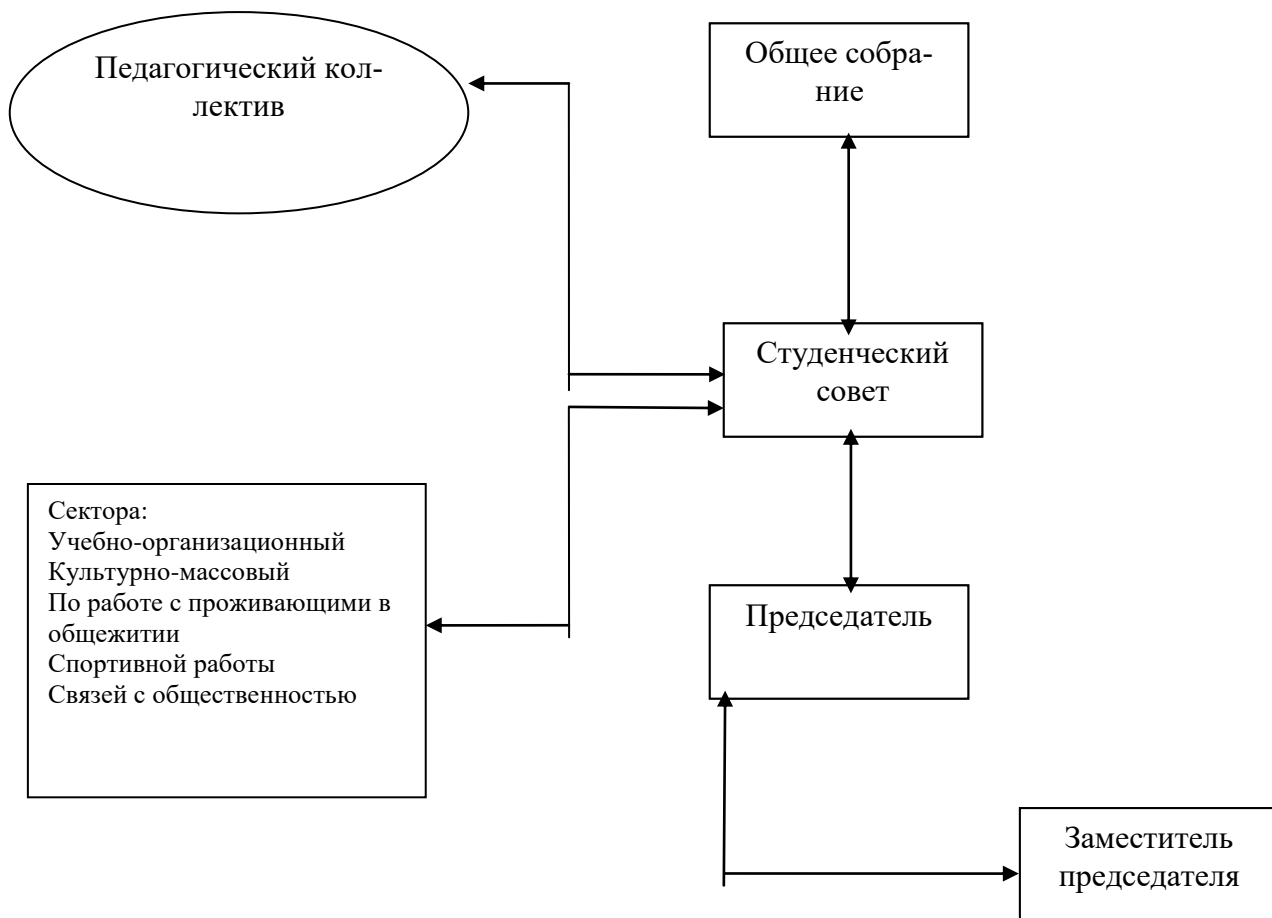 Педагогический кол-
лектив
Общее собра-
ние
Студенческий
совет
Сектора:
Учебно-организационный
Культурно-массовый
По работе с проживающими в
общежитии
Спортивной работы
Связей с общественностью
Председатель
Заместитель
председателя